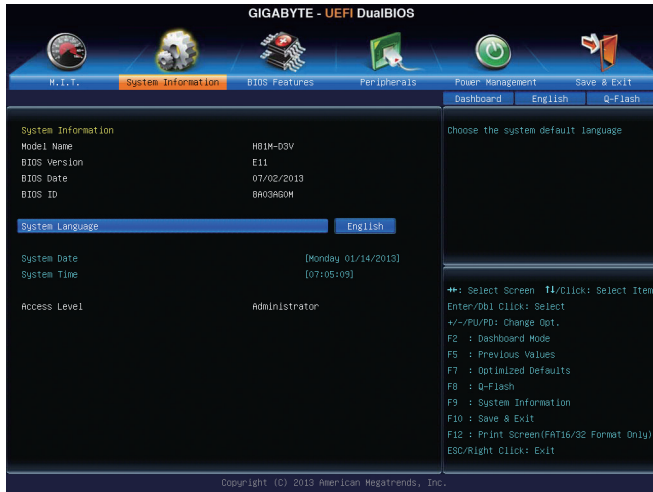 GIGABYTE - UEFI DualBIOS
M.I.T. System Information BIOS Features Peripherals Power Management Save & Exit
Dashboard English Q-Flash
System Information
Model Name H81M-D3V
BIOS Version E11
BIOS Date 07/02/2013
BIOS ID 8A03AG0M
System Language English
System Date [Monday 01/14/2013]
System Time [07:05:09]
Access Level Administrator
Choose the system default language
→←: Select Screen ↑↓/Click: Select Item
Enter/Dbl Click: Select
+/-/PU/PD: Change Opt.
F2 : Dashboard Mode
F5 : Previous Values
F7 : Optimized Defaults
F8 : Q-Flash
F9 : System Information
F10 : Save & Exit
F12 : Print Screen(FAT16/32 Format Only)
ESC/Right Click: Exit
Copyright (C) 2013 American Megatrends, Inc.